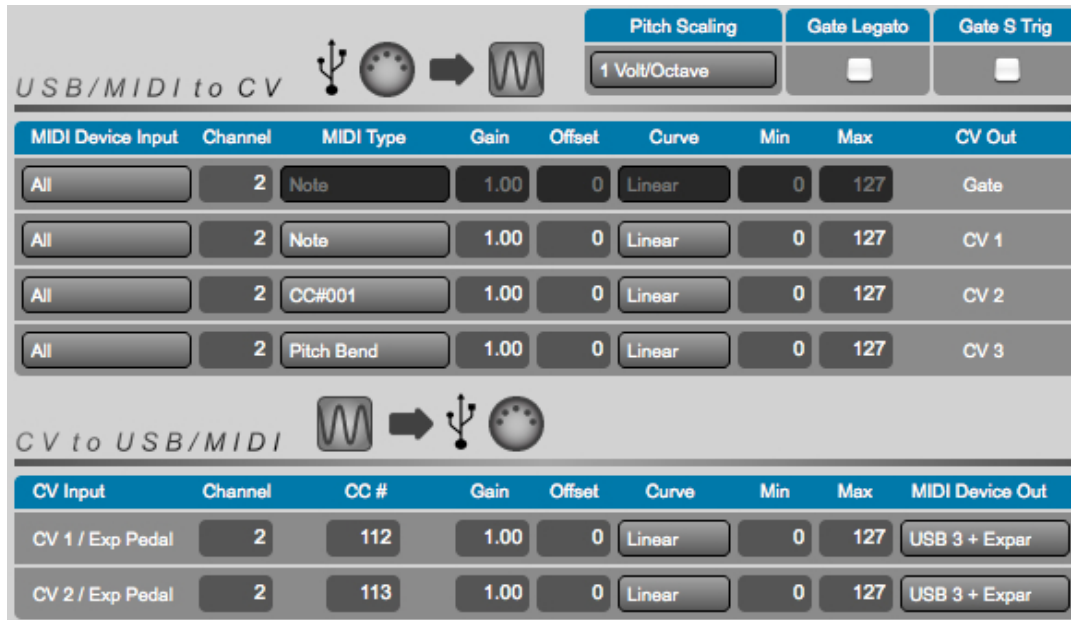 Pitch Scaling Gate Legato Gate S Trig
1 Volt/Octave
USB/MIDI to CV
MIDI Device Input Channel MIDI Type Gain Offset Curve Min Max CV Out
All 2 Note 1.00 0 Linear 0 127 Gate
All 2 Note 1.00 0 Linear 0 127 CV 1
All 2 CC#001 1.00 0 Linear 0 127 CV 2
All 2 Pitch Bend 1.00 0 Linear 0 127 CV 3
CV to USB/MIDI
CV Input Channel CC # Gain Offset Curve Min Max MIDI Device Out
CV 1 / Exp Pedal 2 112 1.00 0 Linear 0 127 USB 3 + Expar
CV 2 / Exp Pedal 2 113 1.00 0 Linear 0 127 USB 3 + Expar